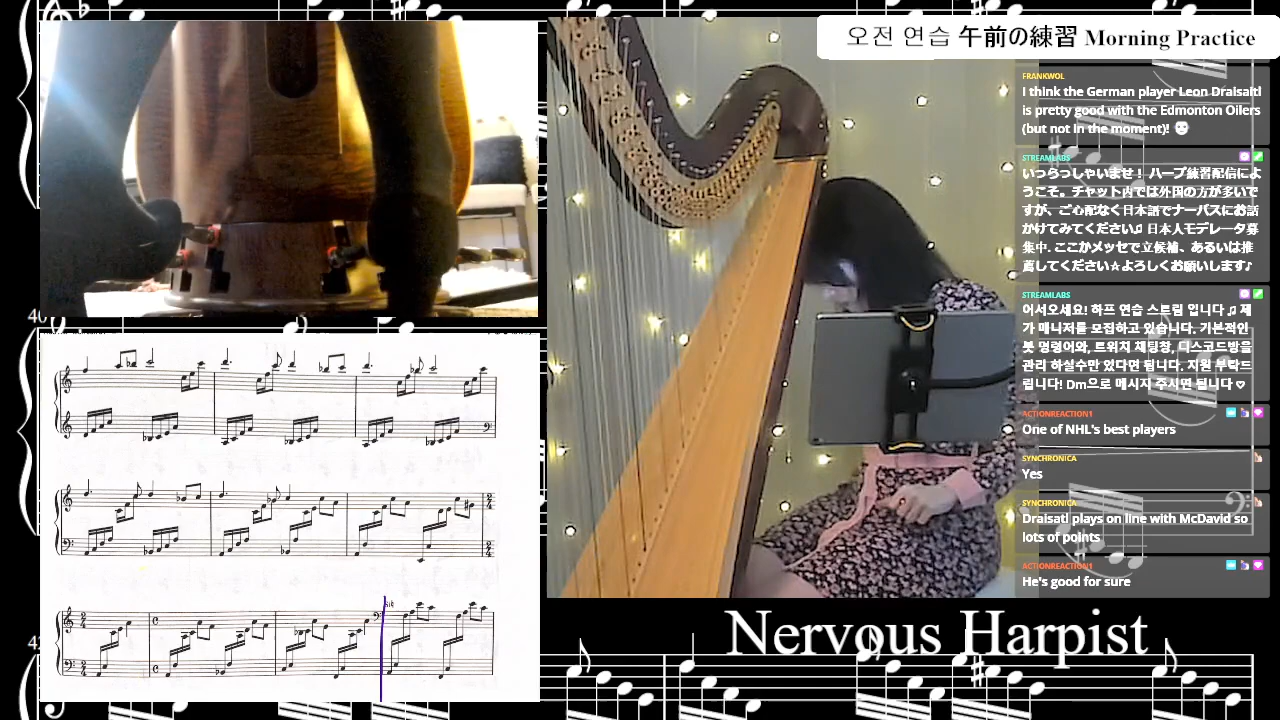 오전 연습 午前の練習 Morning Practice
FRANKWOL
I think the German player Leon Draisaitl
is pretty good with the Edmonton Oilers
(but not in the moment)! 💀
STREAMLABS
いつらっしゃいませ！ ハープ練習配信によ
うこそ。チャット内では外国の方が多いで
すが、ご心配なく日本語でナーバスにお話
かけてみてください♫ 日本人モデレータ募
集中. ここかメッセで立候補、あるいは推
薦してください☆よろしくお願いします♪
STREAMLABS
어서오세요! 하프 연습 스트림 입니다 ♫ 제
가 매니저를 모집하고 있습니다. 기본적인
봇 명령어와, 트위치 채팅창, 디스코드방을
관리 하실수만 있다면 됩니다. 지원 부탁드
립니다! Dm으로 메시지 주시면 됩니다 ♡
ACTIONREACTION1
One of NHL's best players
SYNCHRONICA
Yes
SYNCHRONICA
Draisatl plays on line with McDavid so
lots of points
ACTIONREACTION1
He's good for sure
Nervous Harpist